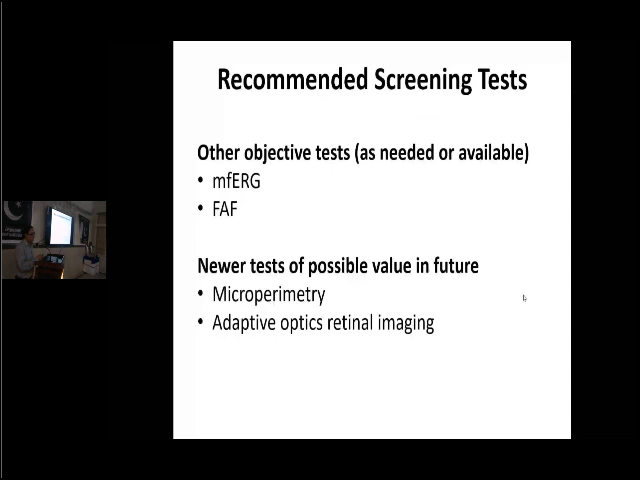 Recommended Screening Tests
Other objective tests (as needed or available)
• mfERG
• FAF
Newer tests of possible value in future
• Microperimetry
• Adaptive optics retinal imaging